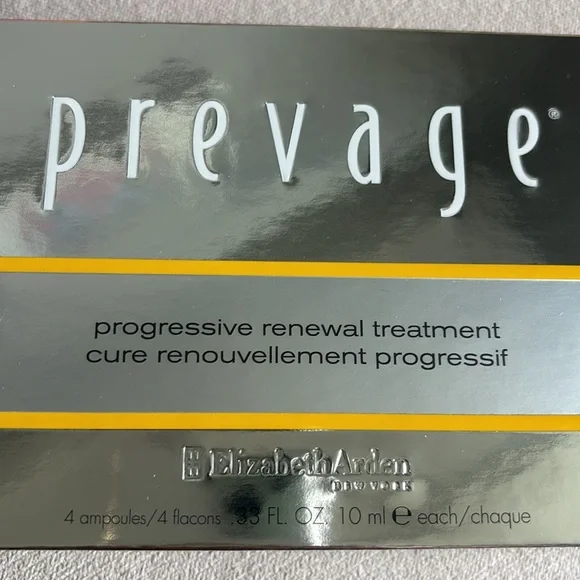 prevage®
progressive renewal treatment
cure renouvellement progressif
Elizabeth Arden
NEW YORK
4 ampoules/4 flacons .33 FL. OZ. 10 ml e each/chaque